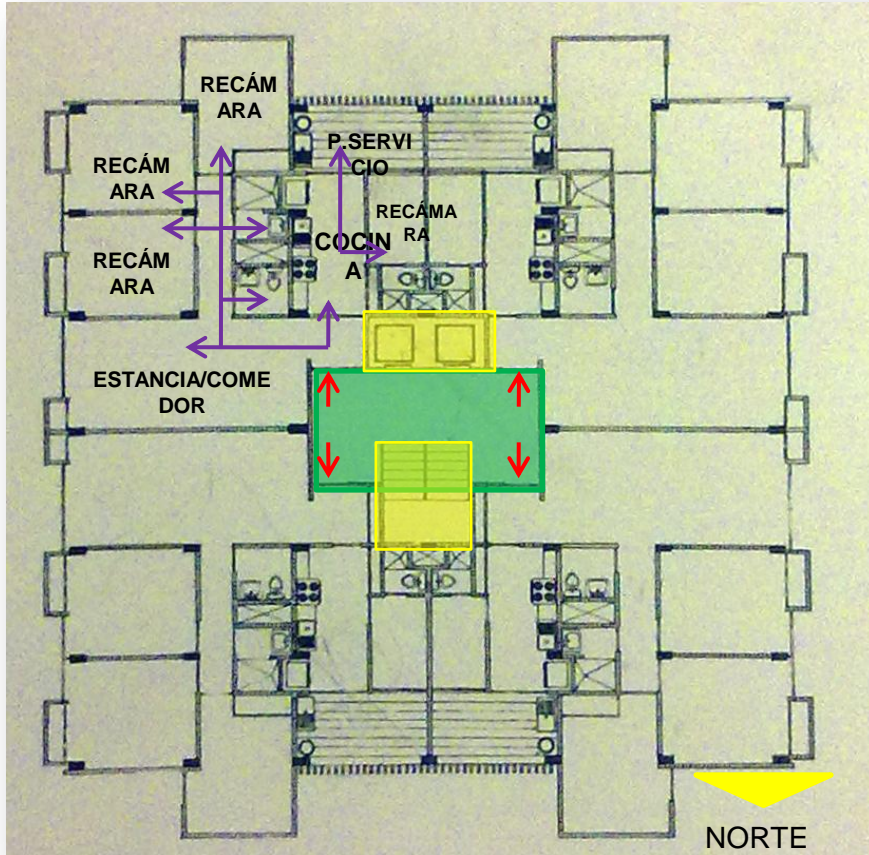 RECÁM
ARA
P.SERVI
CIO
RECÁM
ARA
RECÁMA
RA
COCIN
A
RECÁM
ARA
ESTANCIA/COME
DOR
NORTE